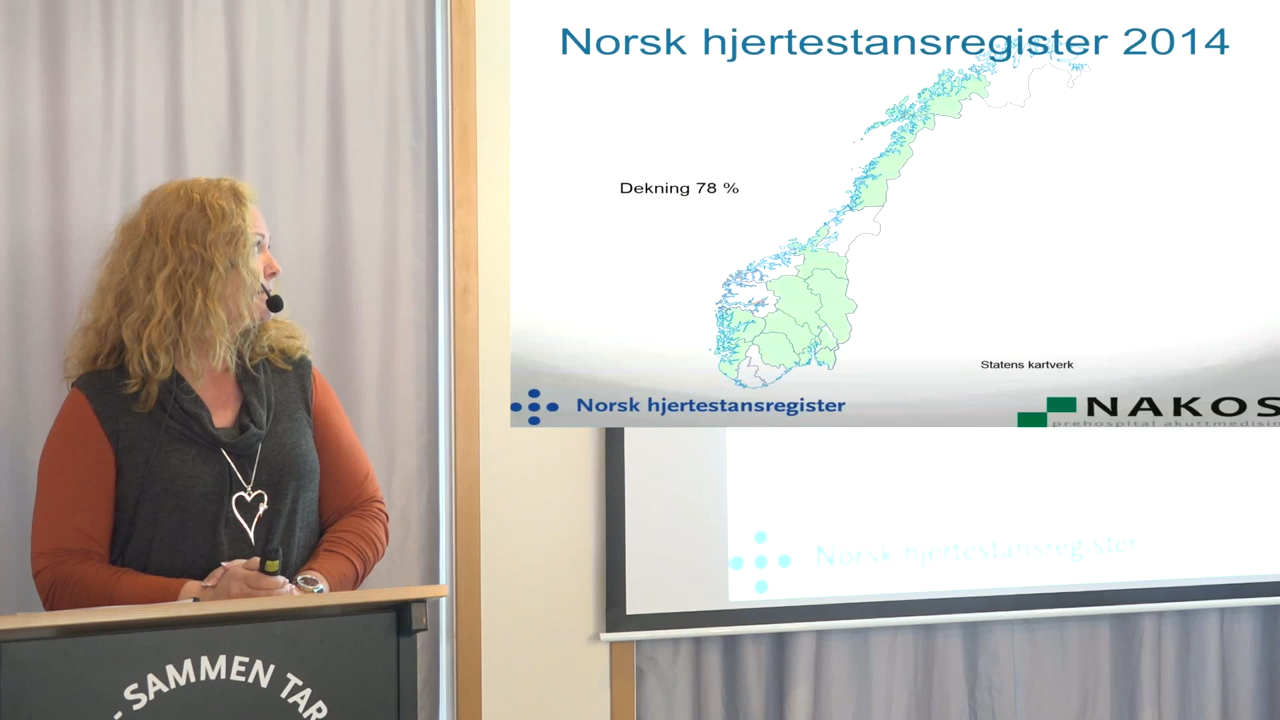 Norsk hjertestansregister 2014
Dekning 78 %
Statens kartverk
Norsk hjertestansregister
NAKOS
prehospital akuttmedisin
Norsk hjertestansregister
- SAMMEN TAR